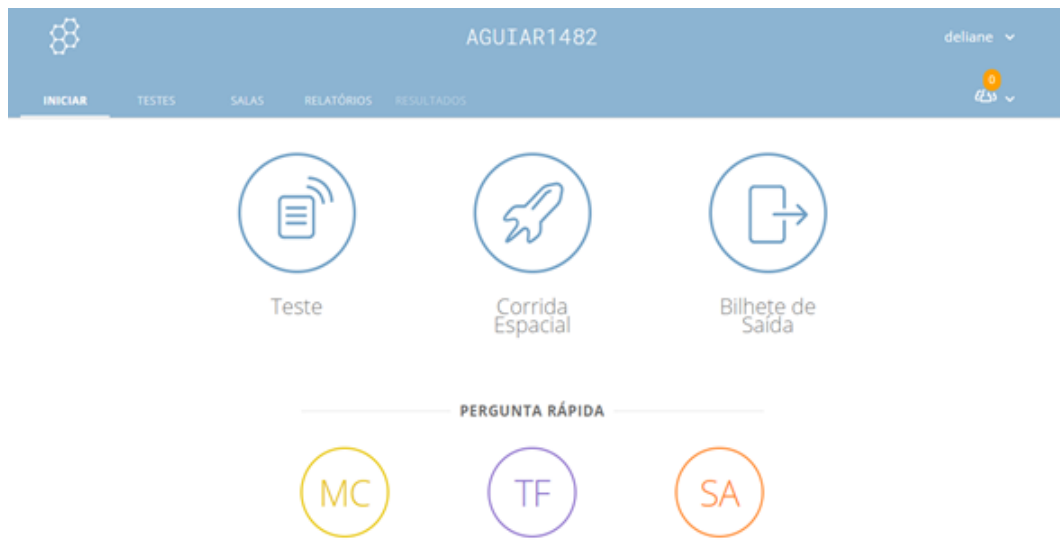 AGUIAR1482
deliane
0
INICIAR TESTES SALAS RELATÓRIOS RESULTADOS
Teste
Corrida
Espacial
Bilhete de
Saída
PERGUNTA RÁPIDA
MC TF SA